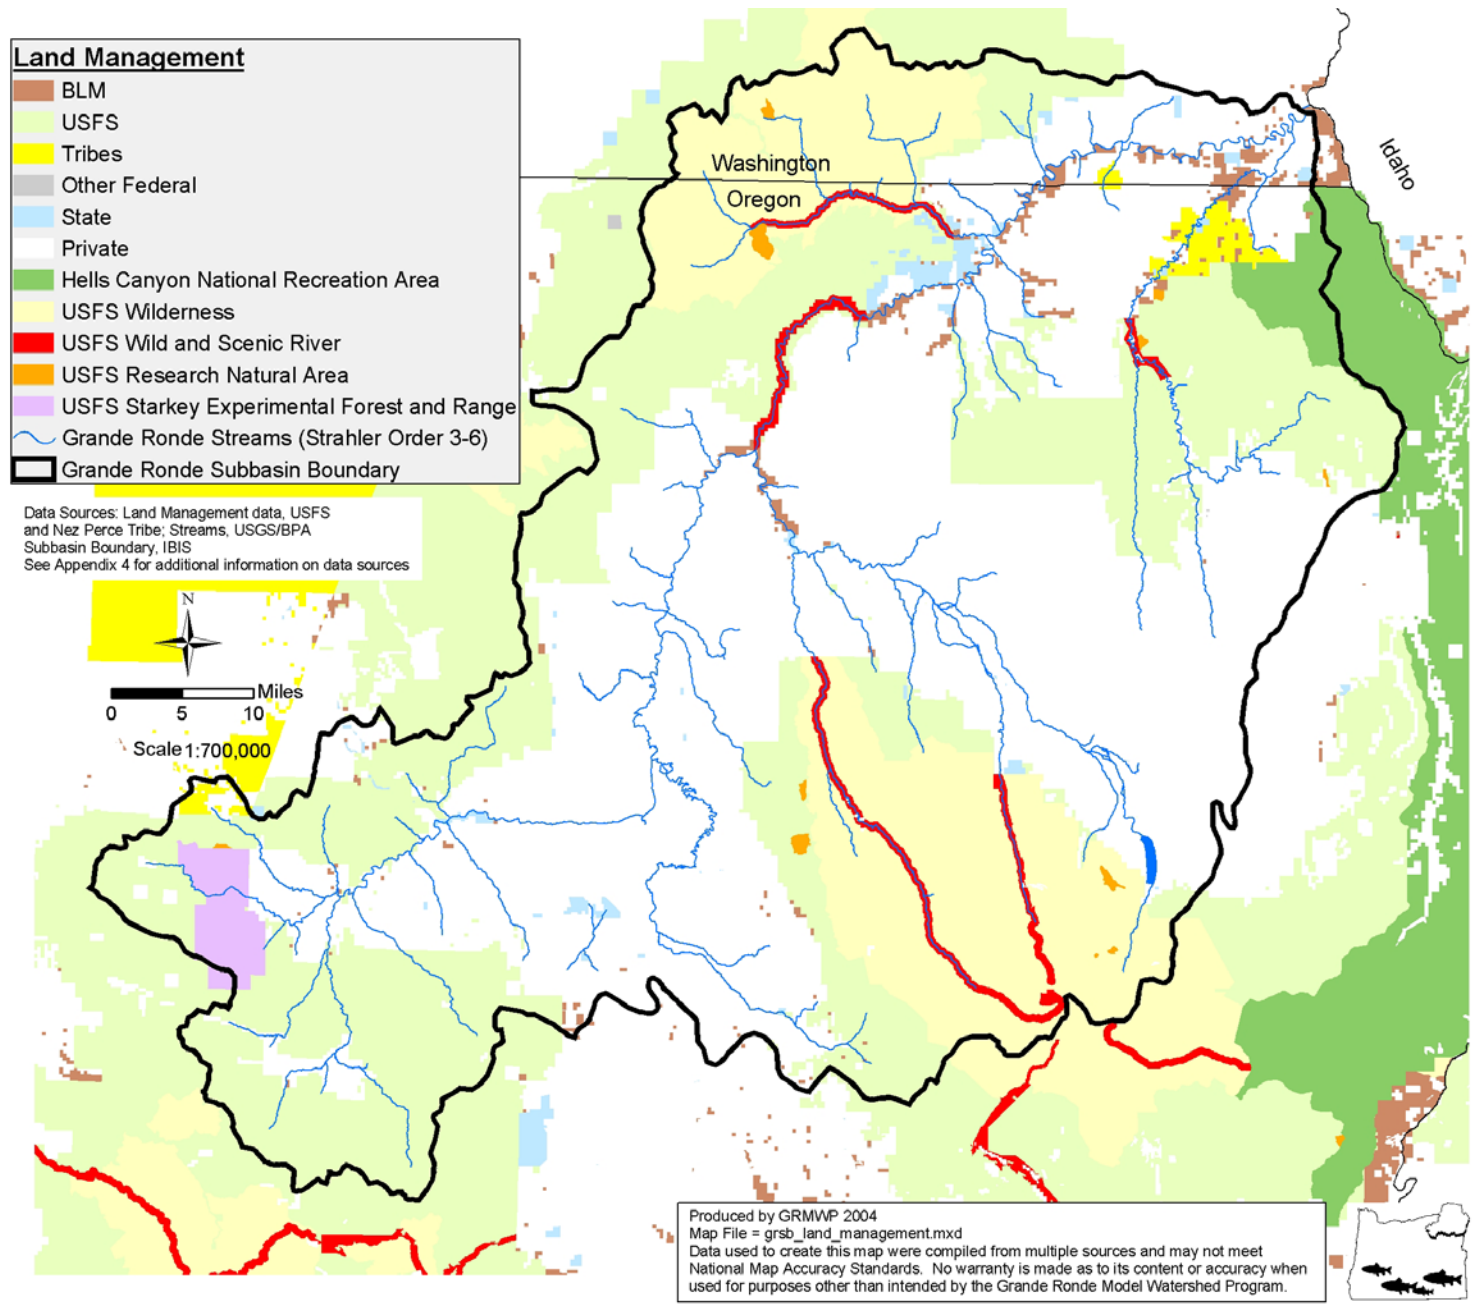 Land Management
BLM
USFS
Tribes
Other Federal
State
Private
Hells Canyon National Recreation Area
USFS Wilderness
USFS Wild and Scenic River
USFS Research Natural Area
USFS Starkey Experimental Forest and Range
Grande Ronde Streams (Strahler Order 3-6)
Grande Ronde Subbasin Boundary
Data Sources: Land Management data, USFS
and Nez Perce Tribe; Streams, USGS/BPA
Subbasin Boundary, IBIS
See Appendix 4 for additional information on data sources
N
Miles
0 5 10
Scale 1:700,000
Washington
Oregon
Idaho
Produced by GRMWP 2004
Map File = grsb_land_management.mxd
Data used to create this map were compiled from multiple sources and may not meet
National Map Accuracy Standards. No warranty is made as to its content or accuracy when
used for purposes other than intended by the Grande Ronde Model Watershed Program.